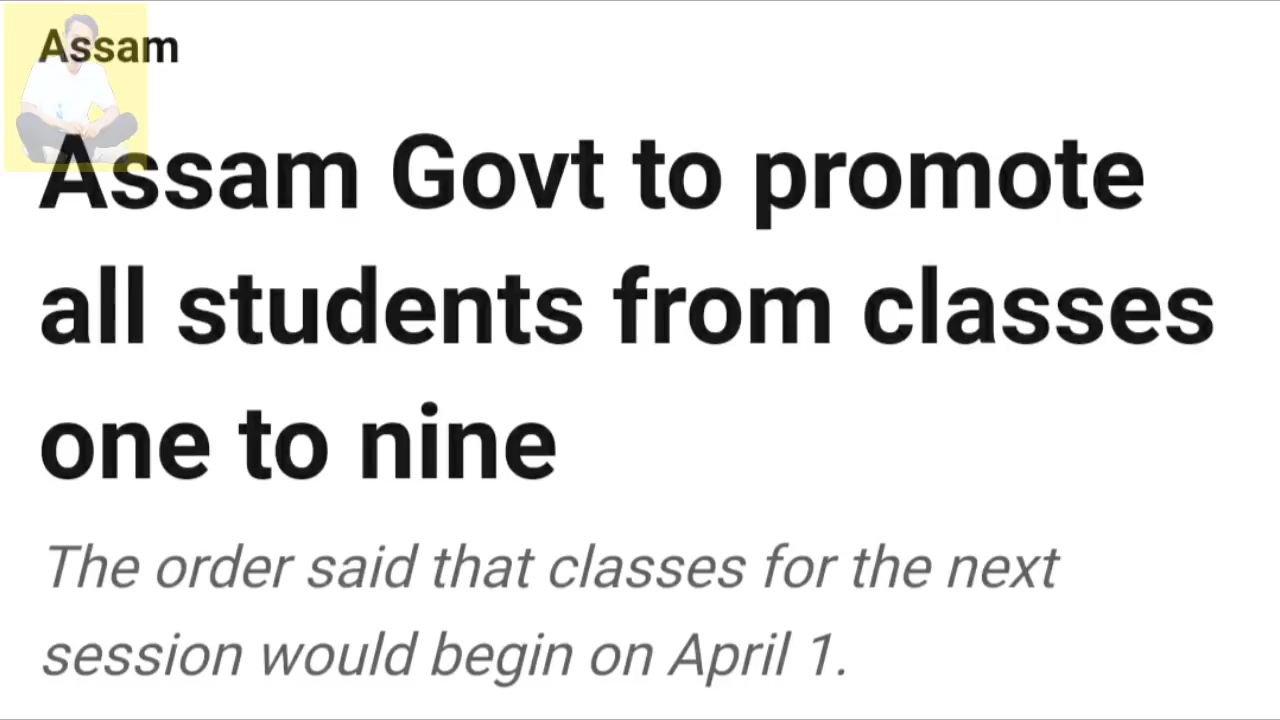 Assam
Assam Govt to promote
all students from classes
one to nine
The order said that classes for the next
session would begin on April 1.